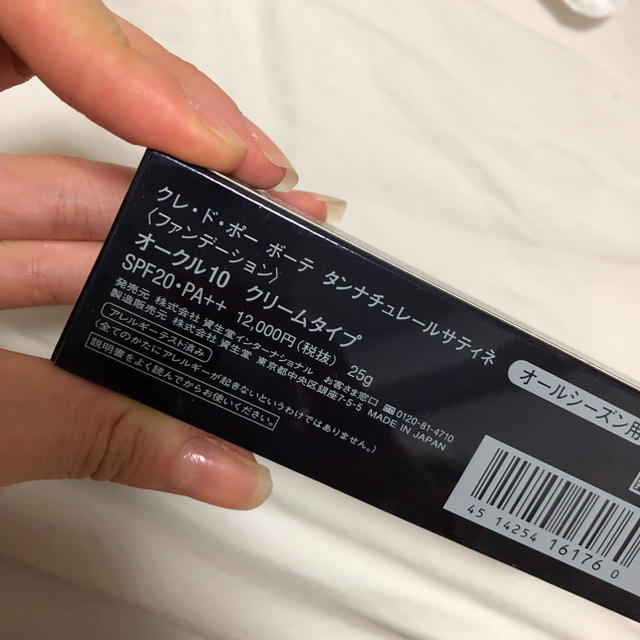 クレ・ド・ポー ボーテ タンナチュレールサティネ
〈ファンデーション〉
オークル10 クリームタイプ
SPF20・PA++ 12,000円(税抜) 25g
発売元 株式会社 資生堂インターナショナル お客さま窓口 0120-81-4710
製造販売元 株式会社 資生堂 東京都中央区銀座7-5-5 MADE IN JAPAN
アレルギーテスト済み
(全てのかたにアレルギーが起きないというわけではありません。)
説明書をよく読んでからお使いください。
オールシーズン用
4 514254 161760